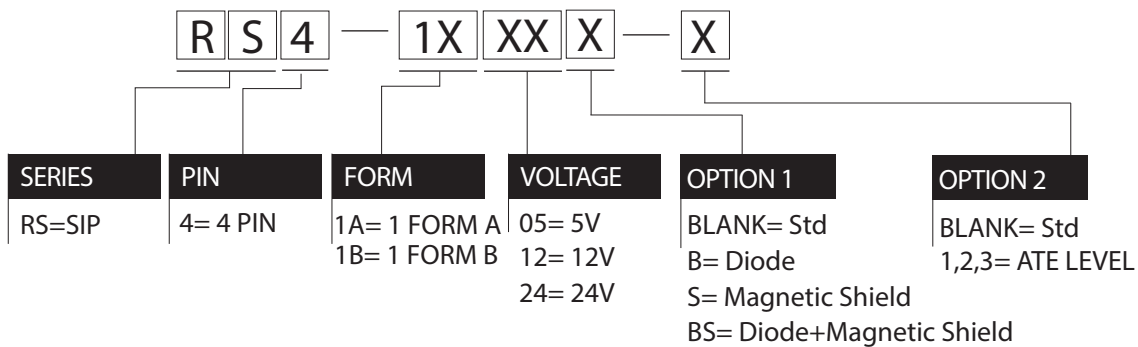 RS4 — 1X XX X — X
SERIES PIN FORM VOLTAGE OPTION 1 OPTION 2
RS=SIP 4= 4 PIN 1A= 1 FORM A 05= 5V BLANK= Std BLANK= Std
1B= 1 FORM B 12= 12V B= Diode 1,2,3= ATE LEVEL
24= 24V S= Magnetic Shield
BS= Diode+Magnetic Shield